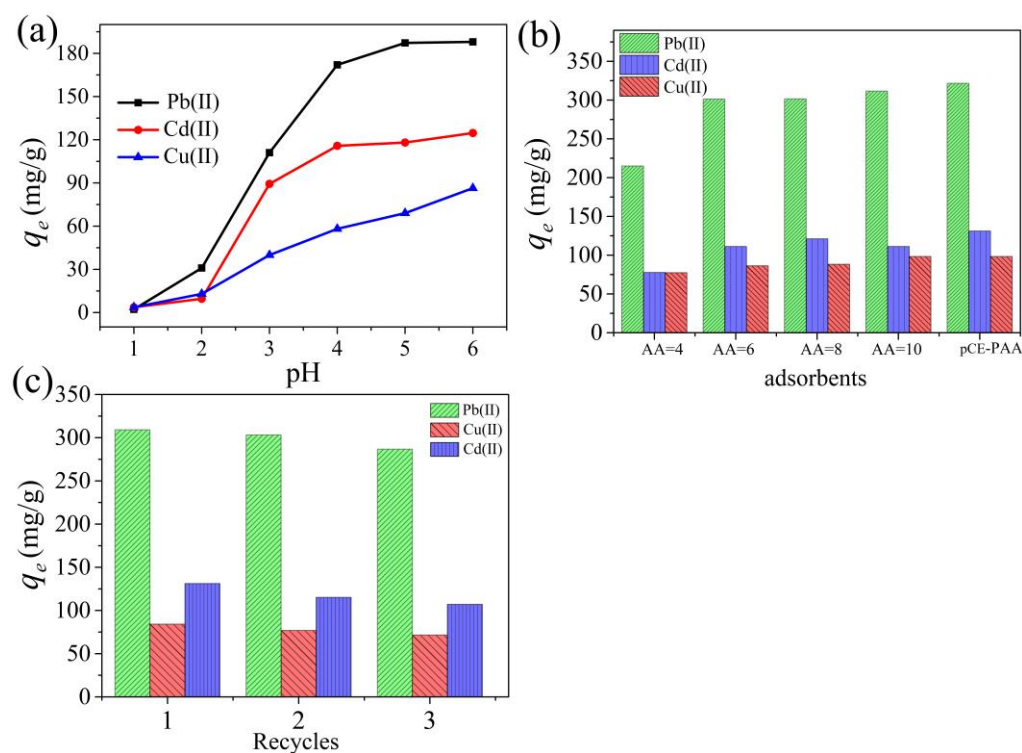 (a)
180
150
120
90
60
30
0
qe (mg/g)
Pb(II)
Cd(II)
Cu(II)
1 2 3 4 5 6
pH
(b)
350
300
250
200
150
100
50
0
qe (mg/g)
Pb(II)
Cd(II)
Cu(II)
AA=4 AA=6 AA=8 AA=10 pCE-PAA
adsorbents
(c)
350
300
250
200
150
100
50
0
qe (mg/g)
Pb(II)
Cu(II)
Cd(II)
1 2 3
Recycles